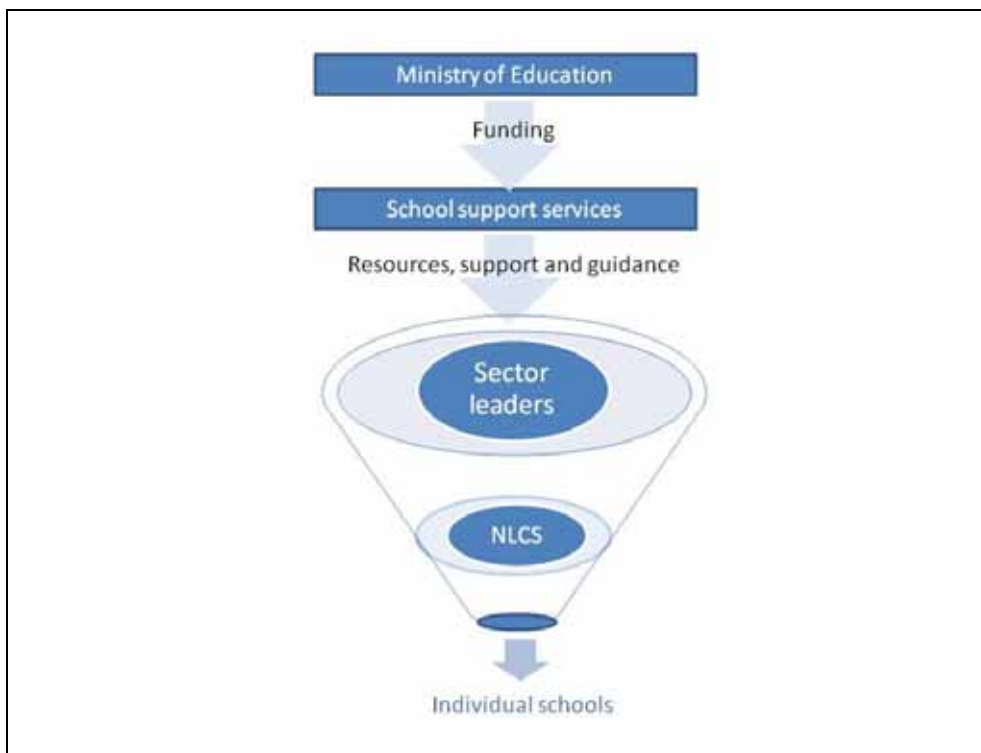 Ministry of Education
Funding
School support services
Resources, support and guidance
Sector
leaders
NLCS
Individual schools